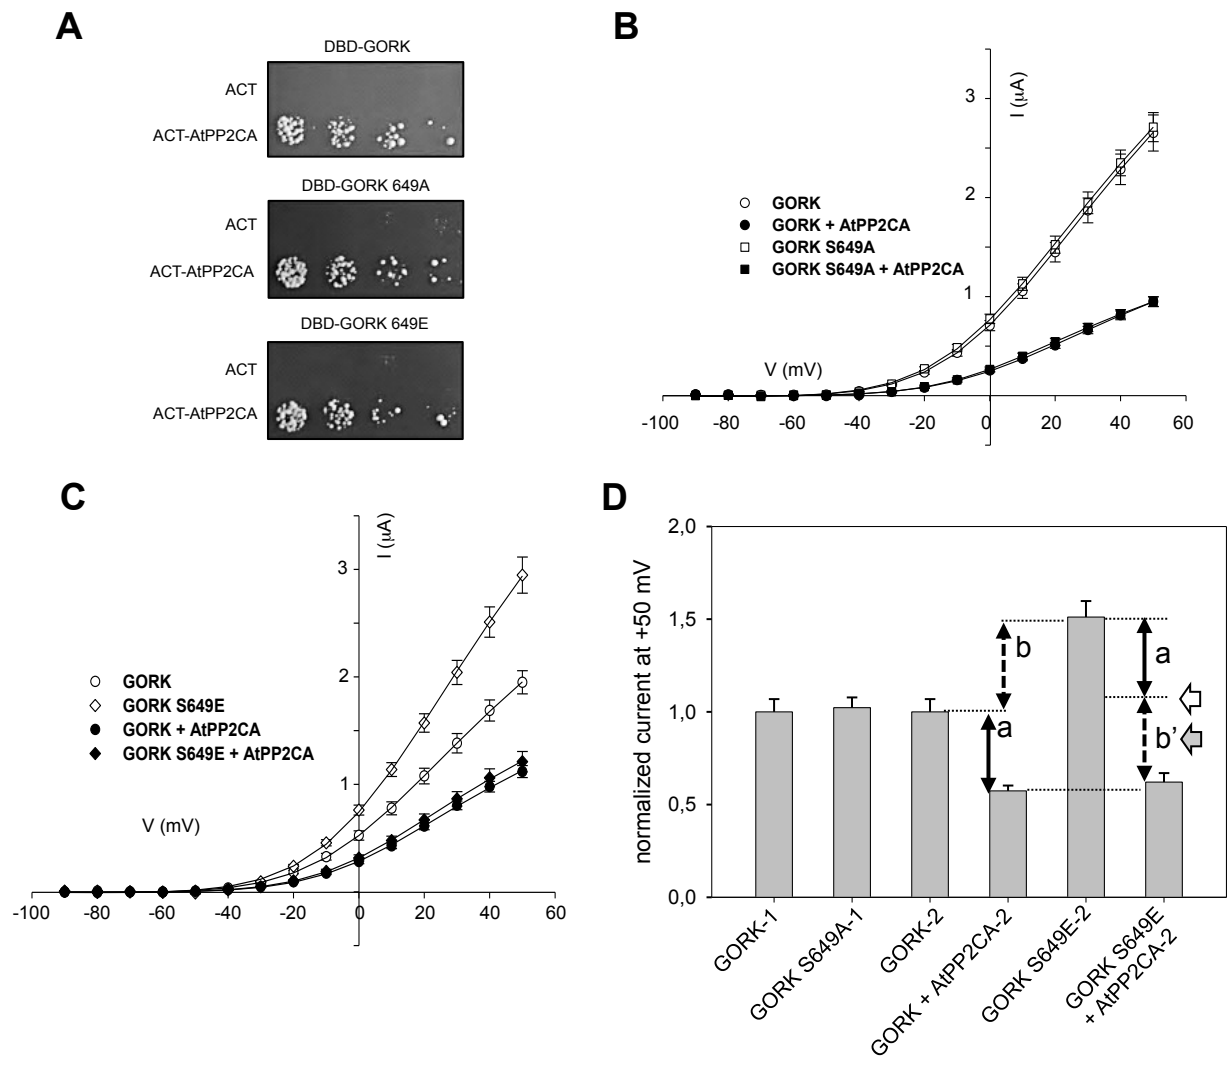 A
DBD-GORK
ACT
ACT-AtPP2CA
DBD-GORK 649A
ACT
ACT-AtPP2CA
DBD-GORK 649E
ACT
ACT-AtPP2CA
B
I (µA)
3
2
1
GORK
GORK + AtPP2CA
GORK S649A
GORK S649A + AtPP2CA
V (mV)
-100 -80 -60 -40 -20 0 20 40 60
C
I (µA)
3
2
1
GORK
GORK S649E
GORK + AtPP2CA
GORK S649E + AtPP2CA
V (mV)
-100 -80 -60 -40 -20 0 20 40 60
D
normalized current at +50 mV
2,0
1,5
1,0
0,5
0,0
b
a
a
b’
GORK-1
GORK S649A-1
GORK-2
GORK + AtPP2CA-2
GORK S649E-2
GORK S649E
+ AtPP2CA-2